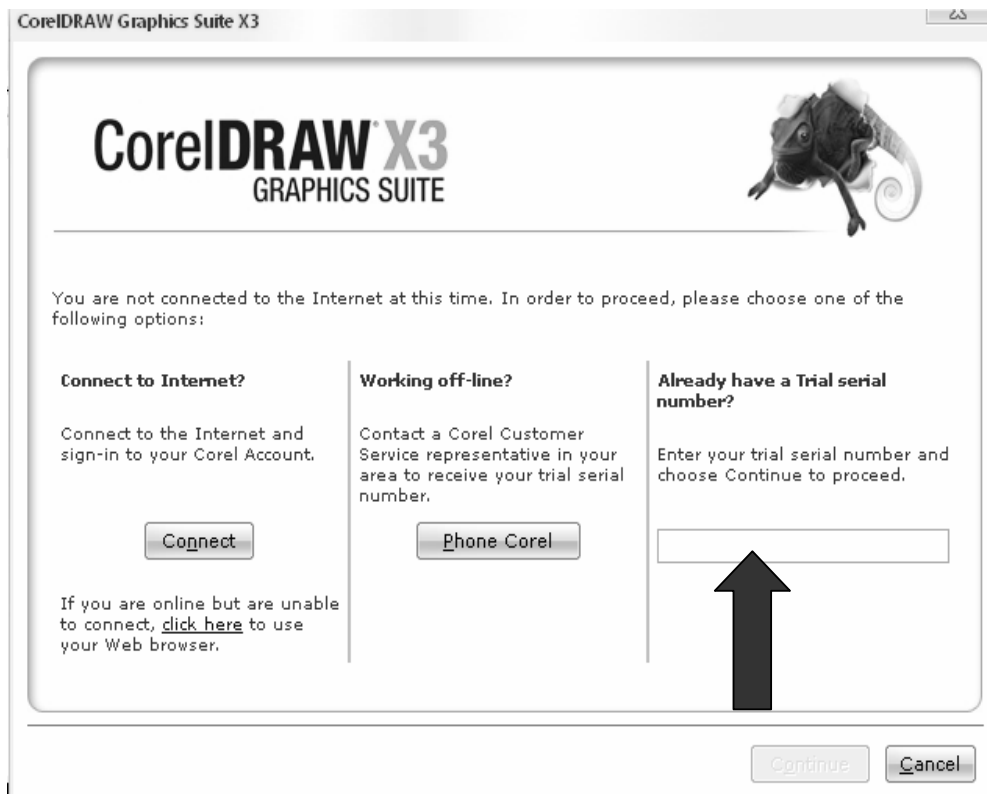 CorelDRAW Graphics Suite X3
CorelDRAW® X3
GRAPHICS SUITE
You are not connected to the Internet at this time. In order to proceed, please choose one of the
following options:
Connect to Internet?
Connect to the Internet and
sign-in to your Corel Account.
Connect
If you are online but are unable
to connect, click here to use
your Web browser.
Working off-line?
Contact a Corel Customer
Service representative in your
area to receive your trial serial
number.
Phone Corel
Already have a Trial serial
number?
Enter your trial serial number and
choose Continue to proceed.
Continue
Cancel